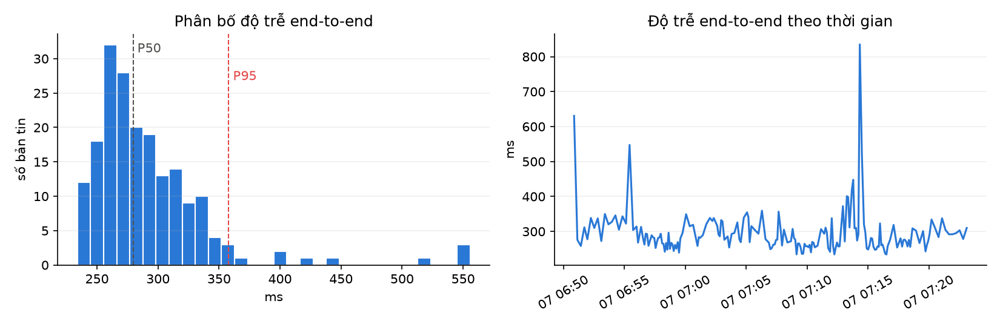 Phân bố độ trễ end-to-end
số bản tin
30
25
20
15
10
5
0
P50
P95
250 300 350 400 450 500 550
ms
Độ trễ end-to-end theo thời gian
ms
800
700
600
500
400
300
07 06:50 07 06:55 07 07:00 07 07:05 07 07:10 07 07:15 07 07:20